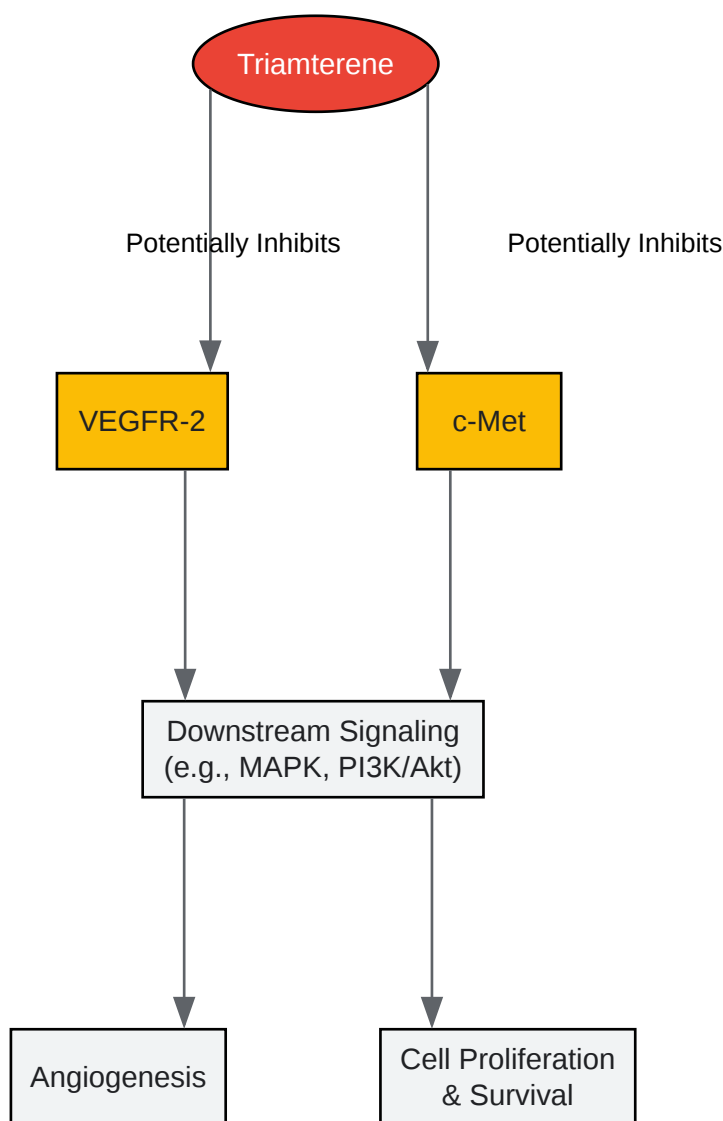 Triamterene
Potentially Inhibits
Potentially Inhibits
VEGFR-2
c-Met
Downstream Signaling
(e.g., MAPK, PI3K/Akt)
Angiogenesis
Cell Proliferation
& Survival